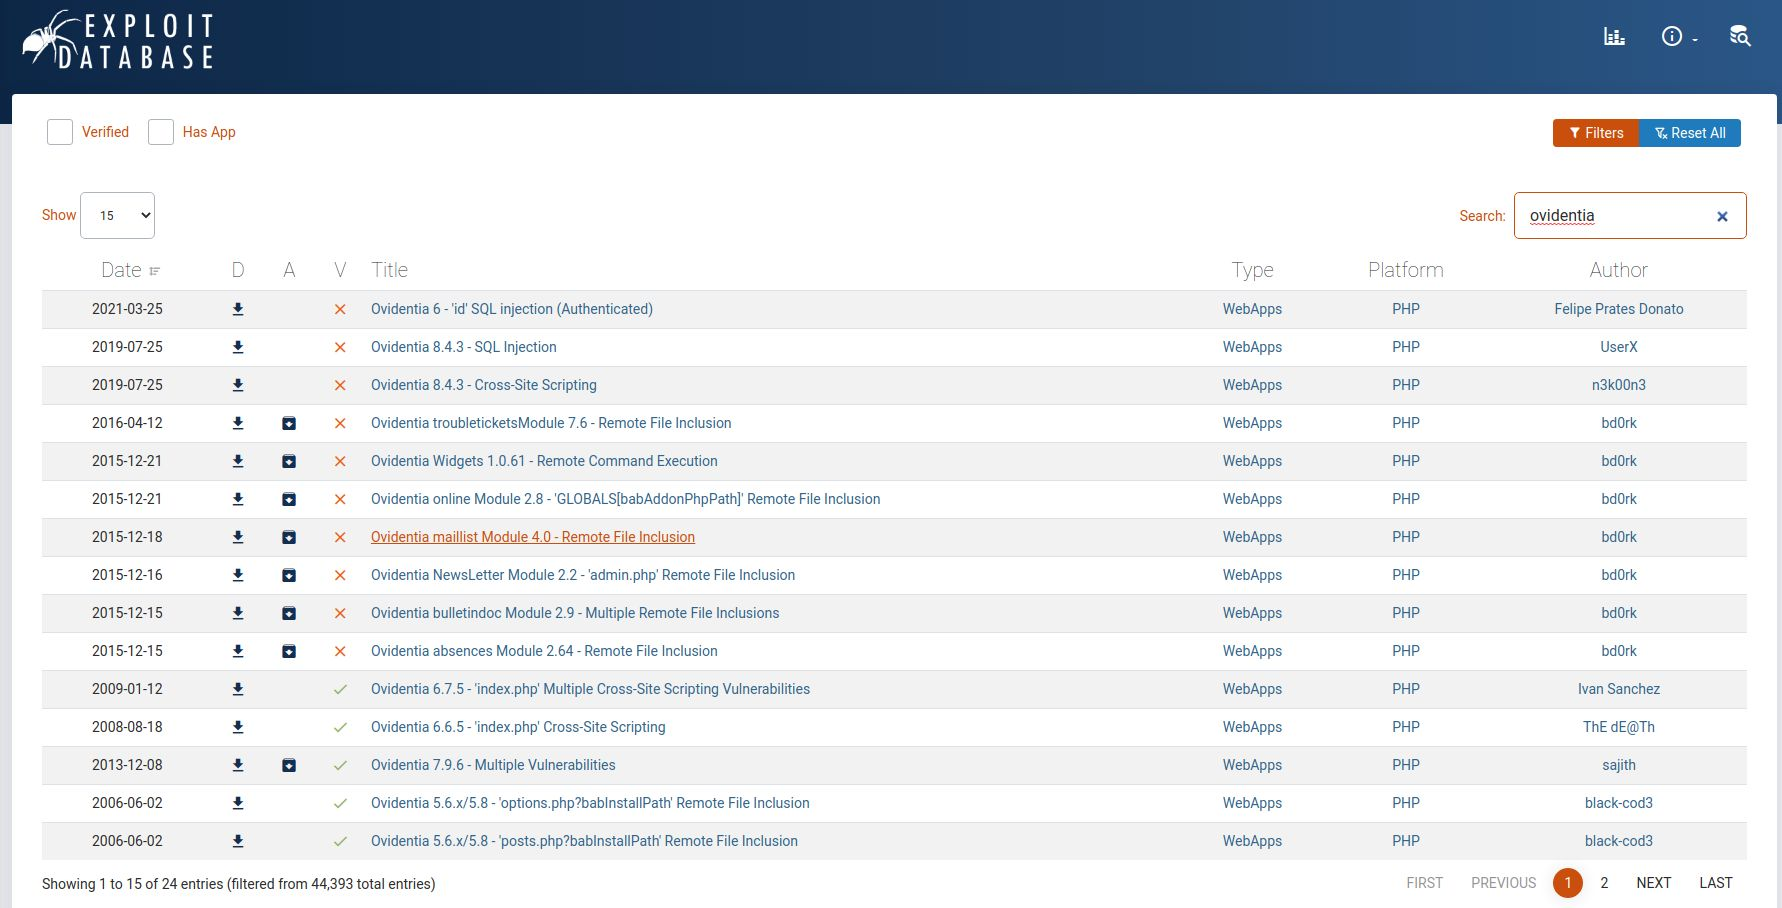 EXPLOIT
DATABASE
Verified Has App Filters Reset All
Show 15 Search: ovidentia
Date D A V Title Type Platform Author
2021-03-25 Ovidentia 6 - 'id' SQL injection (Authenticated) WebApps PHP Felipe Prates Donato
2019-07-25 Ovidentia 8.4.3 - SQL Injection WebApps PHP UserX
2019-07-25 Ovidentia 8.4.3 - Cross-Site Scripting WebApps PHP n3k00n3
2016-04-12 Ovidentia troubleticketsModule 7.6 - Remote File Inclusion WebApps PHP bd0rk
2015-12-21 Ovidentia Widgets 1.0.61 - Remote Command Execution WebApps PHP bd0rk
2015-12-21 Ovidentia online Module 2.8 - 'GLOBALS[babAddonPhpPath]' Remote File Inclusion WebApps PHP bd0rk
2015-12-18 Ovidentia maillist Module 4.0 - Remote File Inclusion WebApps PHP bd0rk
2015-12-16 Ovidentia NewsLetter Module 2.2 - 'admin.php' Remote File Inclusion WebApps PHP bd0rk
2015-12-15 Ovidentia bulletindoc Module 2.9 - Multiple Remote File Inclusions WebApps PHP bd0rk
2015-12-15 Ovidentia absences Module 2.64 - Remote File Inclusion WebApps PHP bd0rk
2009-01-12 Ovidentia 6.7.5 - 'index.php' Multiple Cross-Site Scripting Vulnerabilities WebApps PHP Ivan Sanchez
2008-08-18 Ovidentia 6.6.5 - 'index.php' Cross-Site Scripting WebApps PHP ThE dE@Th
2013-12-08 Ovidentia 7.9.6 - Multiple Vulnerabilities WebApps PHP sajith
2006-06-02 Ovidentia 5.6.x/5.8 - 'options.php?babInstallPath' Remote File Inclusion WebApps PHP black-cod3
2006-06-02 Ovidentia 5.6.x/5.8 - 'posts.php?babInstallPath' Remote File Inclusion WebApps PHP black-cod3
Showing 1 to 15 of 24 entries (filtered from 44,393 total entries) FIRST PREVIOUS 1 2 NEXT LAST